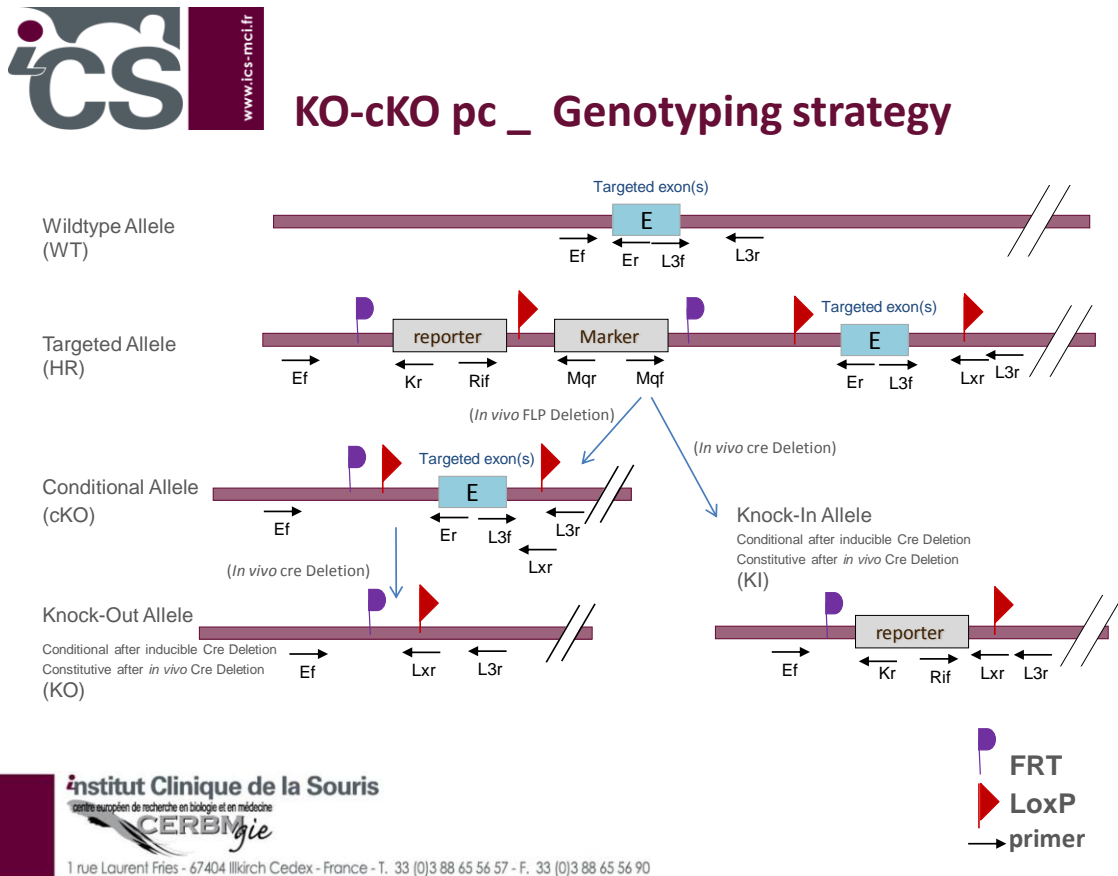 iCS
www.ics-mci.fr
KO-cKO pc _ Genotyping strategy
Targeted exon(s)
Wildtype Allele
(WT)
E
Ef
Er
L3f
L3r
Targeted exon(s)
Targeted Allele
(HR)
reporter
Marker
E
Ef
Kr
Rif
Mqr
Mqf
Er
L3f
Lxr
L3r
(In vivo FLP Deletion)
(In vivo cre Deletion)
Targeted exon(s)
Conditional Allele
(cKO)
E
Ef
Er
L3f
L3r
Lxr
Knock-In Allele
Conditional after inducible Cre Deletion
Constitutive after in vivo Cre Deletion
(KI)
(In vivo cre Deletion)
Knock-Out Allele
Conditional after inducible Cre Deletion
Constitutive after in vivo Cre Deletion
(KO)
Ef
Lxr
L3r
reporter
Ef
Kr
Rif
Lxr
L3r
FRT
LoxP
primer
institut Clinique de la Souris
centre européen de recherche en biologie et en médecine
CERBM gie
1 rue Laurent Fries - 67404 Illkirch Cedex - France - T. 33 (0)3 88 65 56 57 - F. 33 (0)3 88 65 56 90